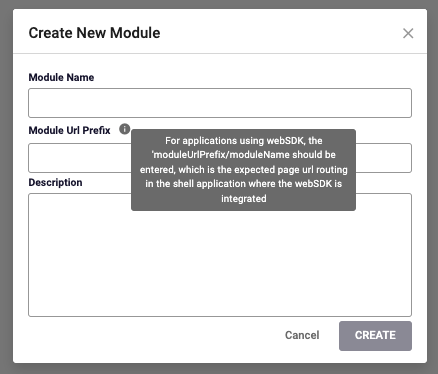 Create New Module
Module Name
Module Url Prefix
For applications using webSDK, the
'moduleUrlPrefix/moduleName should be
entered, which is the expected page url routing
in the shell application where the webSDK is
integrated
Description
Cancel
CREATE